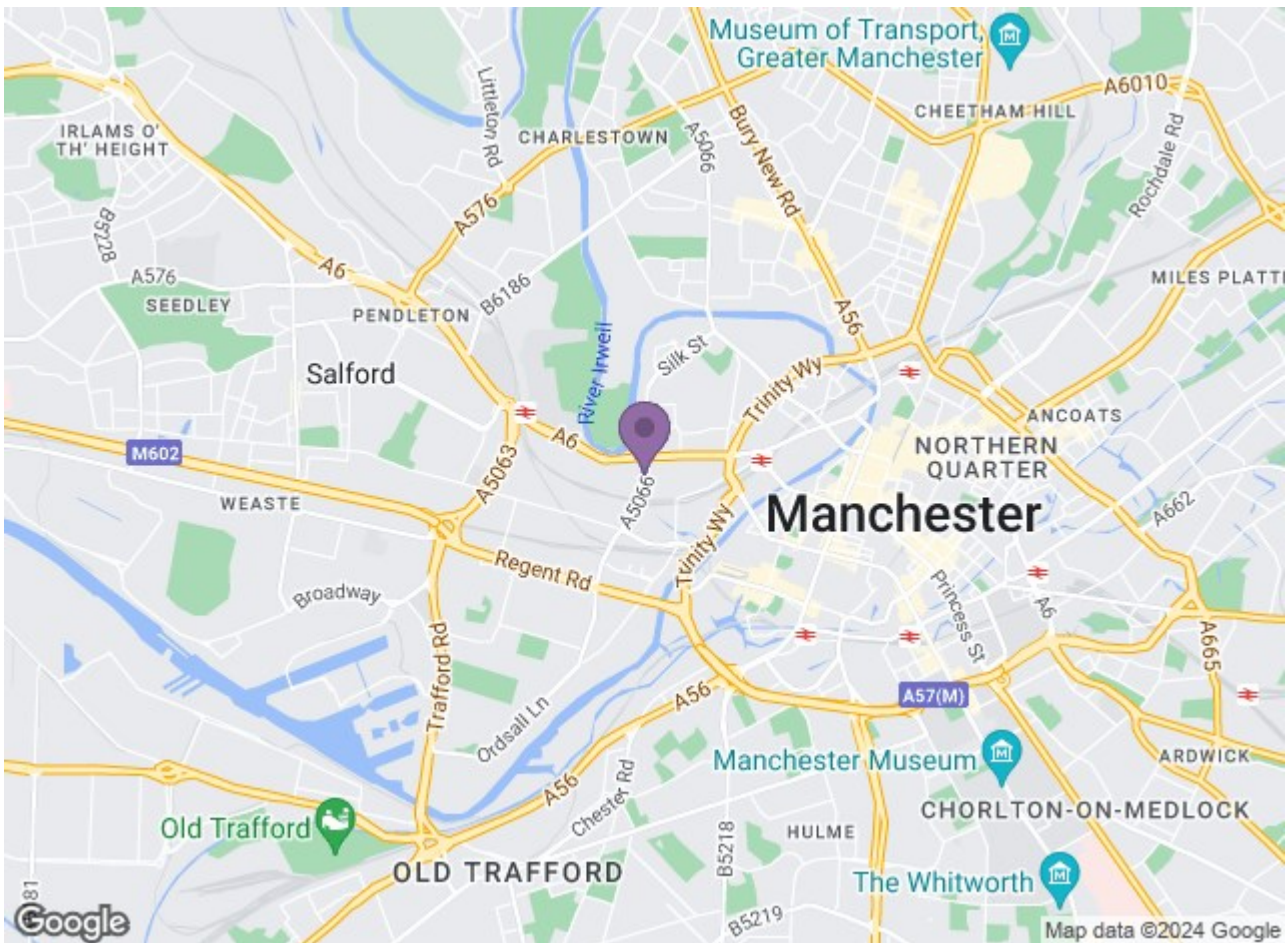 Museum of Transport,
Greater Manchester
A6010
CHEETHAM HILL
Littleton Rd
CHARLESTOWN
A5066
Bury New Rd
Rochdale Rd
IRLAMS O'
TH' HEIGHT
A576
B5228
A6
A576
SEEDLEY
B6186
PENDLETON
MILES PLATTI
A56
River Irwell
Silk St
Trinity Wy
Salford
ANCOATS
A6
NORTHERN
QUARTER
M602
A5063
A5066
WEASTE
Manchester
A662
Trinity Wy
Regent Rd
Broadway
Princess St
A6
A665
Trafford Rd
A57(M)
A56
Ordsall Ln
Manchester Museum
ARDWICK
A56
Chester Rd
CHORLTON-ON-MEDLOCK
Old Trafford
B5218
HULME
OLD TRAFFORD
The Whitworth
081
B5219
Google
Map data ©2024 Google